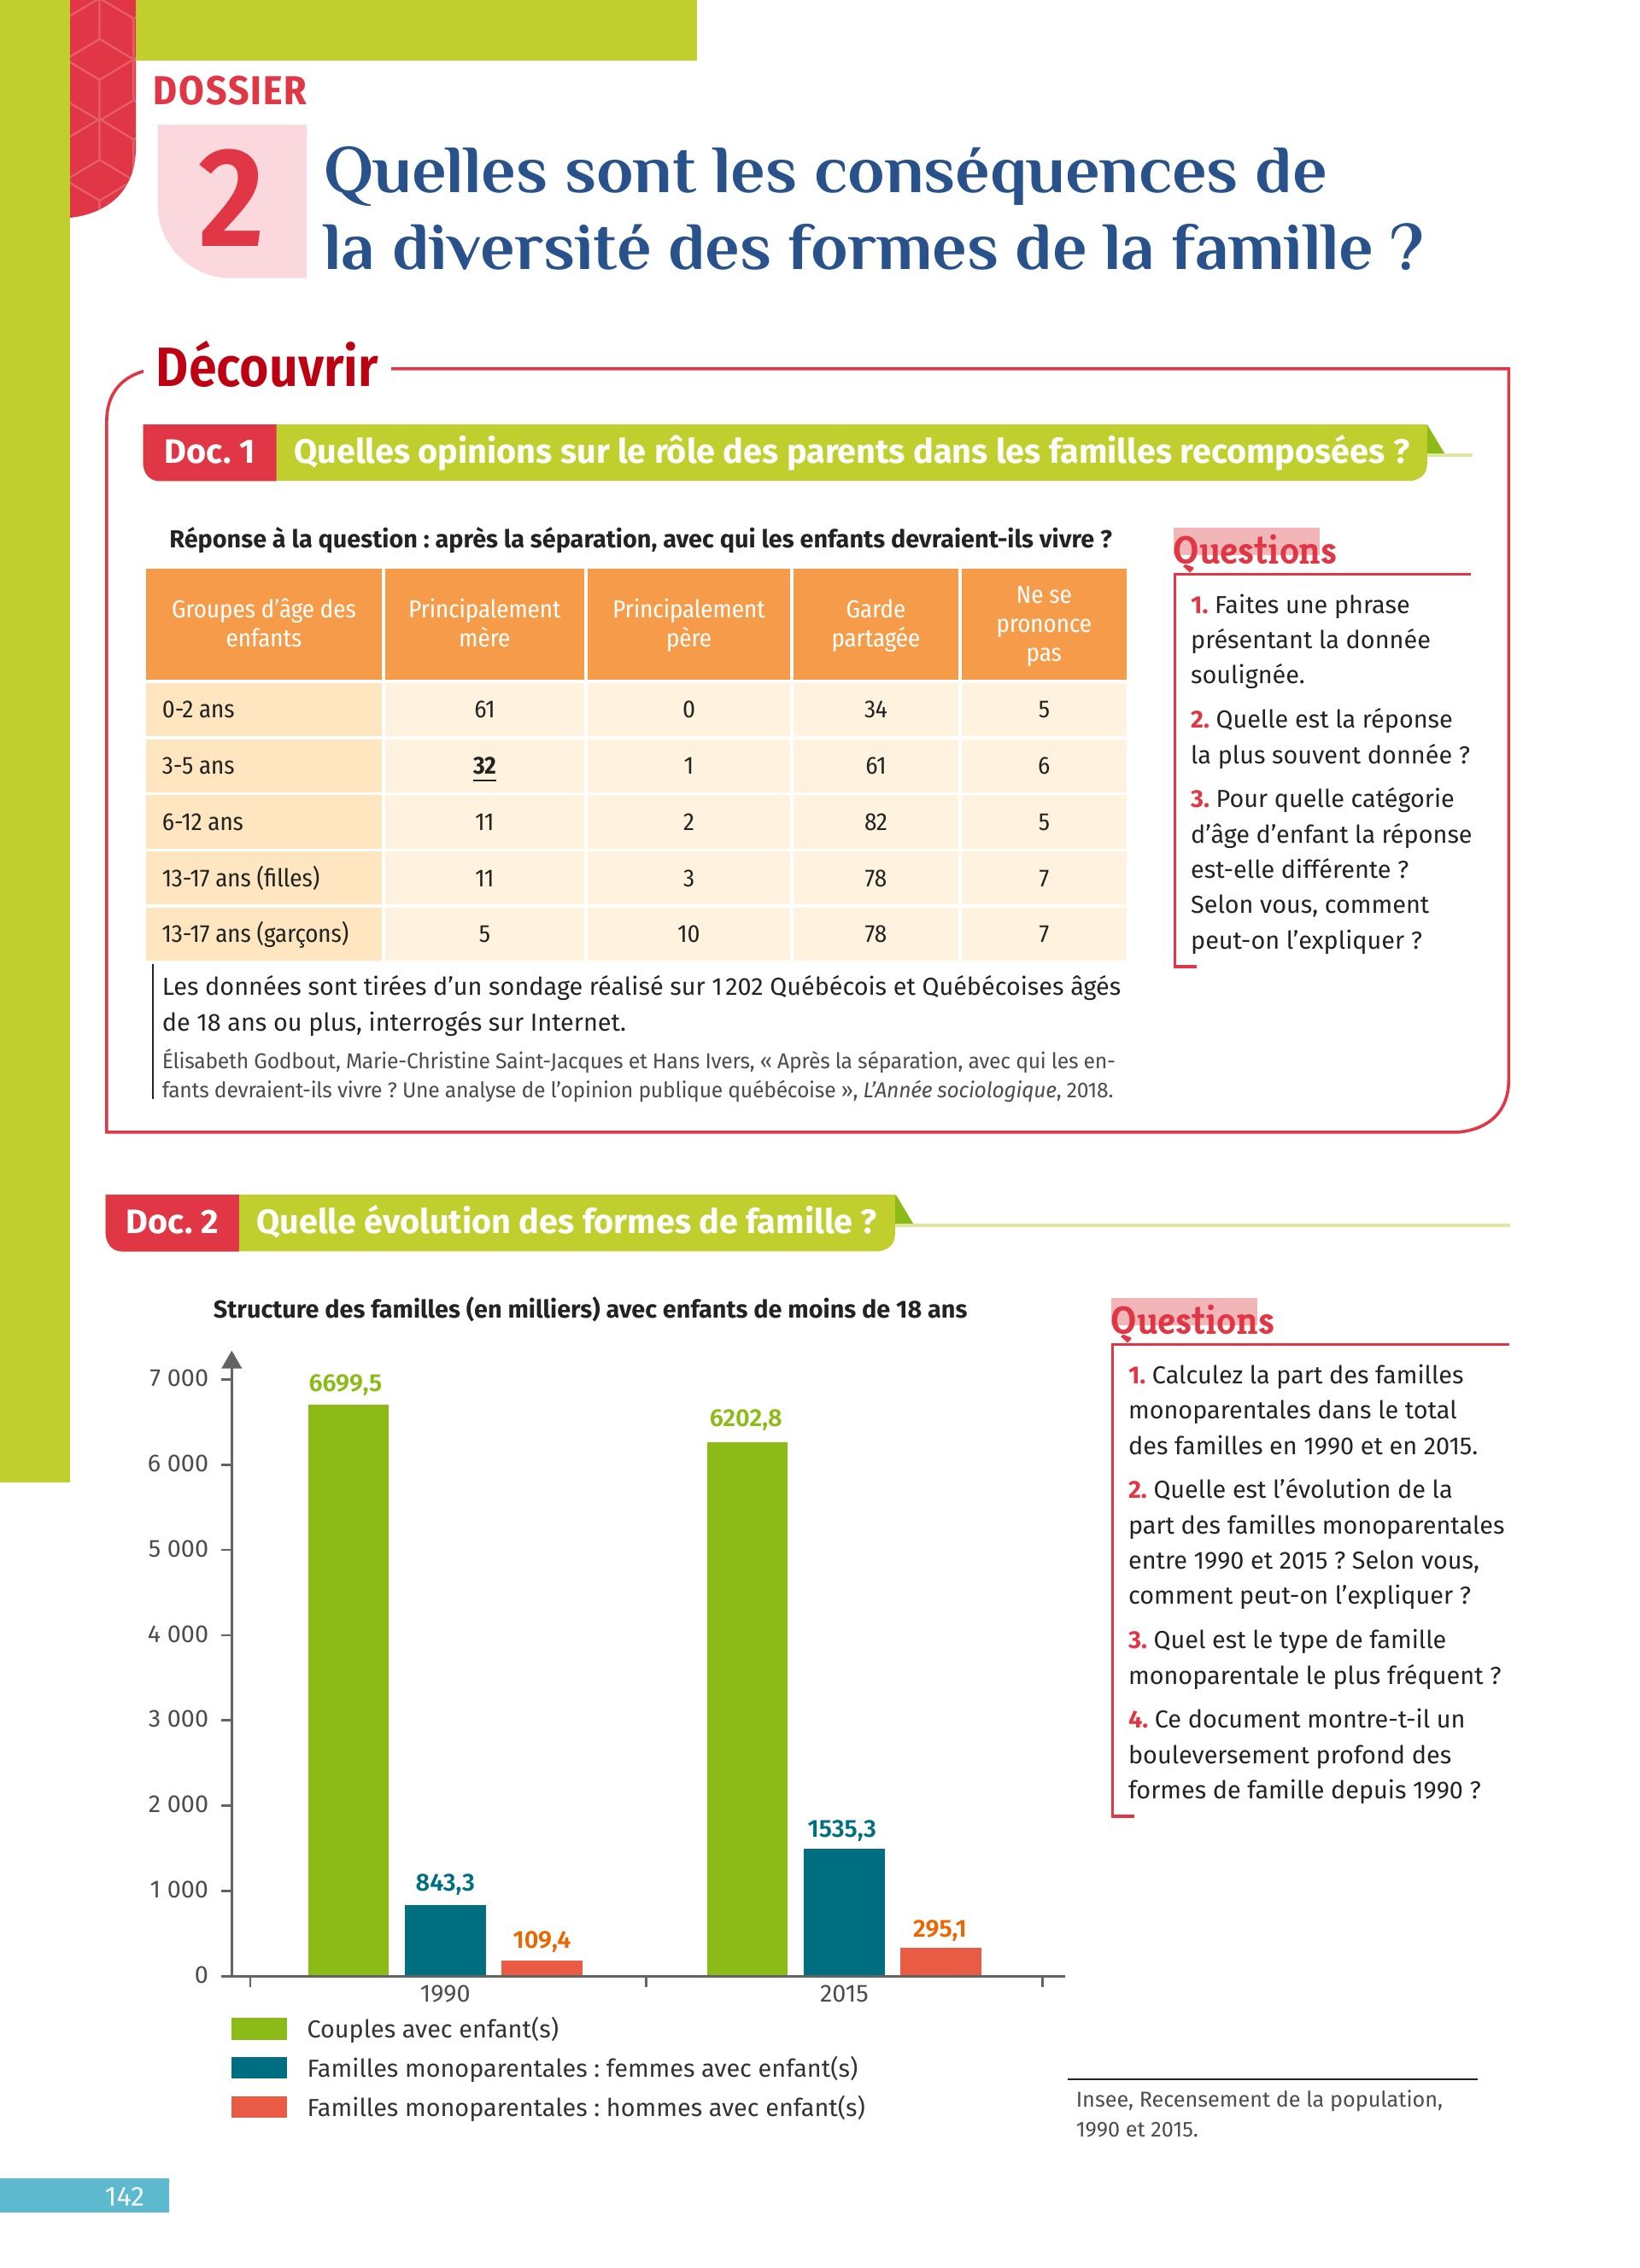 DOSSIER
2
Quelles sont les conséquences de
la diversité des formes de la famille ?
Découvrir
Doc. 1 Quelles opinions sur le rôle des parents dans les familles recomposées ?
Réponse à la question : après la séparation, avec qui les enfants devraient-ils vivre ?
Groupes d'âge des enfants | Principalement mère | Principalement père | Garde partagée | Ne se prononce pas
0-2 ans 61 0 34 5
3-5 ans 32 1 61 6
6-12 ans 11 2 82 5
13-17 ans (filles) 11 3 78 7
13-17 ans (garçons) 5 10 78 7
Les données sont tirées d'un sondage réalisé sur 1202 Québécois et Québécoises âgés
de 18 ans ou plus, interrogés sur Internet.
Élisabeth Godbout, Marie-Christine Saint-Jacques et Hans Ivers, « Après la séparation, avec qui les en-
fants devraient-ils vivre ? Une analyse de l'opinion publique québécoise », L'Année sociologique, 2018.
Questions
1. Faites une phrase
présentant la donnée
soulignée.
2. Quelle est la réponse
la plus souvent donnée ?
3. Pour quelle catégorie
d'âge d'enfant la réponse
est-elle différente ?
Selon vous, comment
peut-on l'expliquer ?
Doc. 2 Quelle évolution des formes de famille ?
Structure des familles (en milliers) avec enfants de moins de 18 ans
7 000
6 000
5 000
4 000
3 000
2 000
1 000
0
6699,5
843,3
109,4
6202,8
1535,3
295,1
1990
2015
Couples avec enfant(s)
Familles monoparentales : femmes avec enfant(s)
Familles monoparentales : hommes avec enfant(s)
Questions
1. Calculez la part des familles
monoparentales dans le total
des familles en 1990 et en 2015.
2. Quelle est l'évolution de la
part des familles monoparentales
entre 1990 et 2015 ? Selon vous,
comment peut-on l'expliquer ?
3. Quel est le type de famille
monoparentale le plus fréquent ?
4. Ce document montre-t-il un
bouleversement profond des
formes de famille depuis 1990 ?
Insee, Recensement de la population,
1990 et 2015.
142